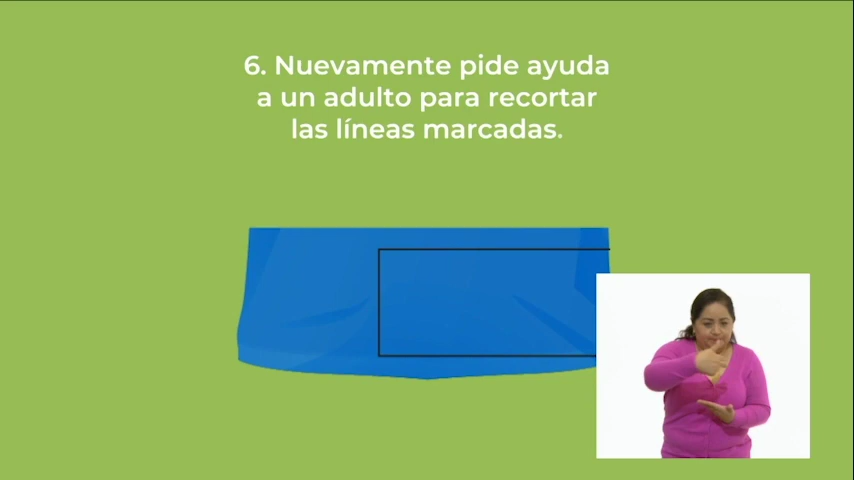 6. Nuevamente pide ayuda
a un adulto para recortar
las líneas marcadas.